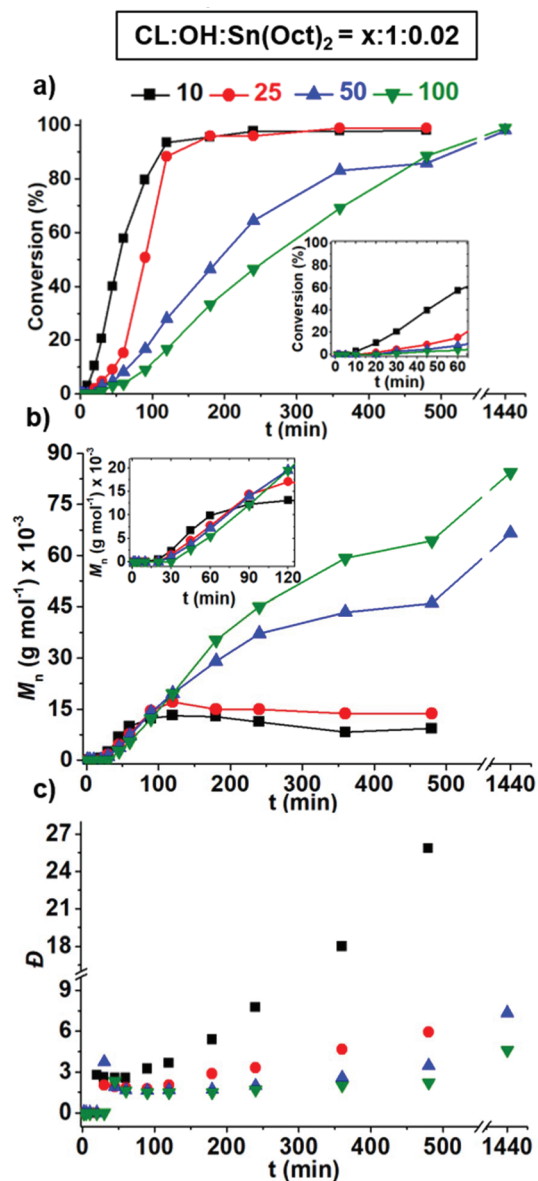 CL:OH:Sn(Oct)2 = x:1:0.02
a)
10 25 50 100
Conversion (%)
100
80
60
40
20
0
0 100 200 300 400 500 1440
t (min)
Conversion (%)
100
80
60
40
20
0
0 10 20 30 40 50 60
t (min)
b)
Mn (g mol-1) x 10-3
90
75
60
45
30
15
0
0 100 200 300 400 500 1440
t (min)
Mn (g mol-1) x 10-3
20
15
10
5
0
0 30 60 90 120
t (min)
c)
Đ
27
24
21
18
9
6
3
0
0 100 200 300 400 500 1440
t (min)